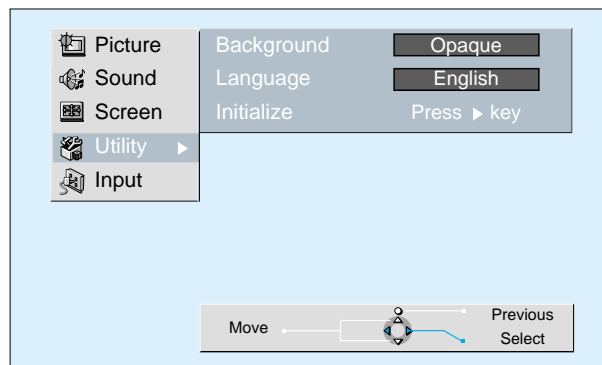 Picture
Sound
Screen
Utility
Input
Background Opaque
Language English
Initialize Press ▶ key
Move
Previous
Select